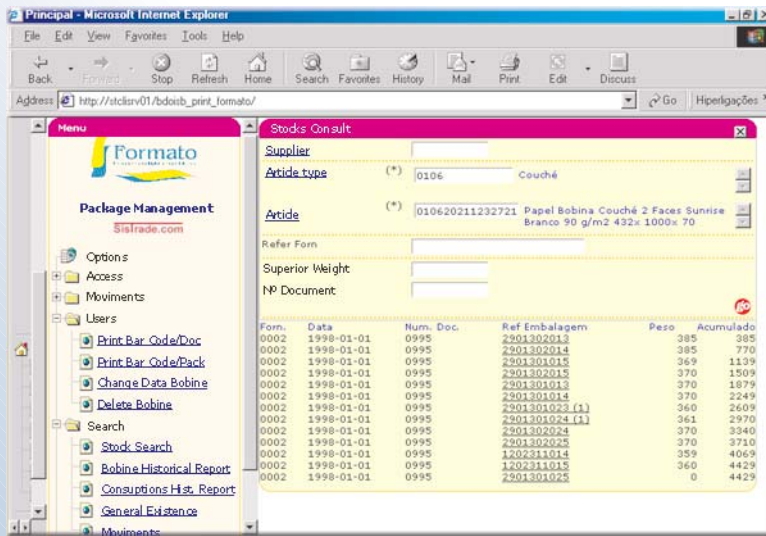 Principal - Microsoft Internet Explorer
File Edit View Favorites Tools Help
Back Forward Stop Refresh Home Search Favorites History Mail Print Edit Discuss
Address http://stclisrv01/bdoisb_print_formato/ Go Hiperligações
Menu
Formato
Package Management
SisTrade.com
Options
Access
Moviments
Users
Print Bar Code/Doc
Print Bar Code/Pack
Change Data Bobine
Delete Bobine
Search
Stock Search
Bobine Historical Report
Consuptions Hist. Report
General Existence
Moviments
Stocks Consult
Supplier
Artide type (*) 0106 Couché
Artide (*) 010620211232721 Papel Bobina Couché 2 Faces Sunrise
Branco 90 g/m2 432x 1000x 70
Refer Forn
Superior Weight
Nº Document
go
Forn. Data Num. Doc. Ref Embalagem Peso Acumulado
0002 1998-01-01 0995 2901302013 385 385
0002 1998-01-01 0995 2901302014 385 770
0002 1998-01-01 0995 2901301015 369 1139
0002 1998-01-01 0995 2901302015 370 1509
0002 1998-01-01 0995 2901301013 370 1879
0002 1998-01-01 0995 2901301014 370 2249
0002 1998-01-01 0995 2901301023 (1) 360 2609
0002 1998-01-01 0995 2901301024 (1) 361 2970
0002 1998-01-01 0995 2901302024 370 3340
0002 1998-01-01 0995 2901302025 370 3710
0002 1998-01-01 0995 1202311014 359 4069
0002 1998-01-01 0995 1202311015 360 4429
0002 1998-01-01 0995 2901301025 0 4429